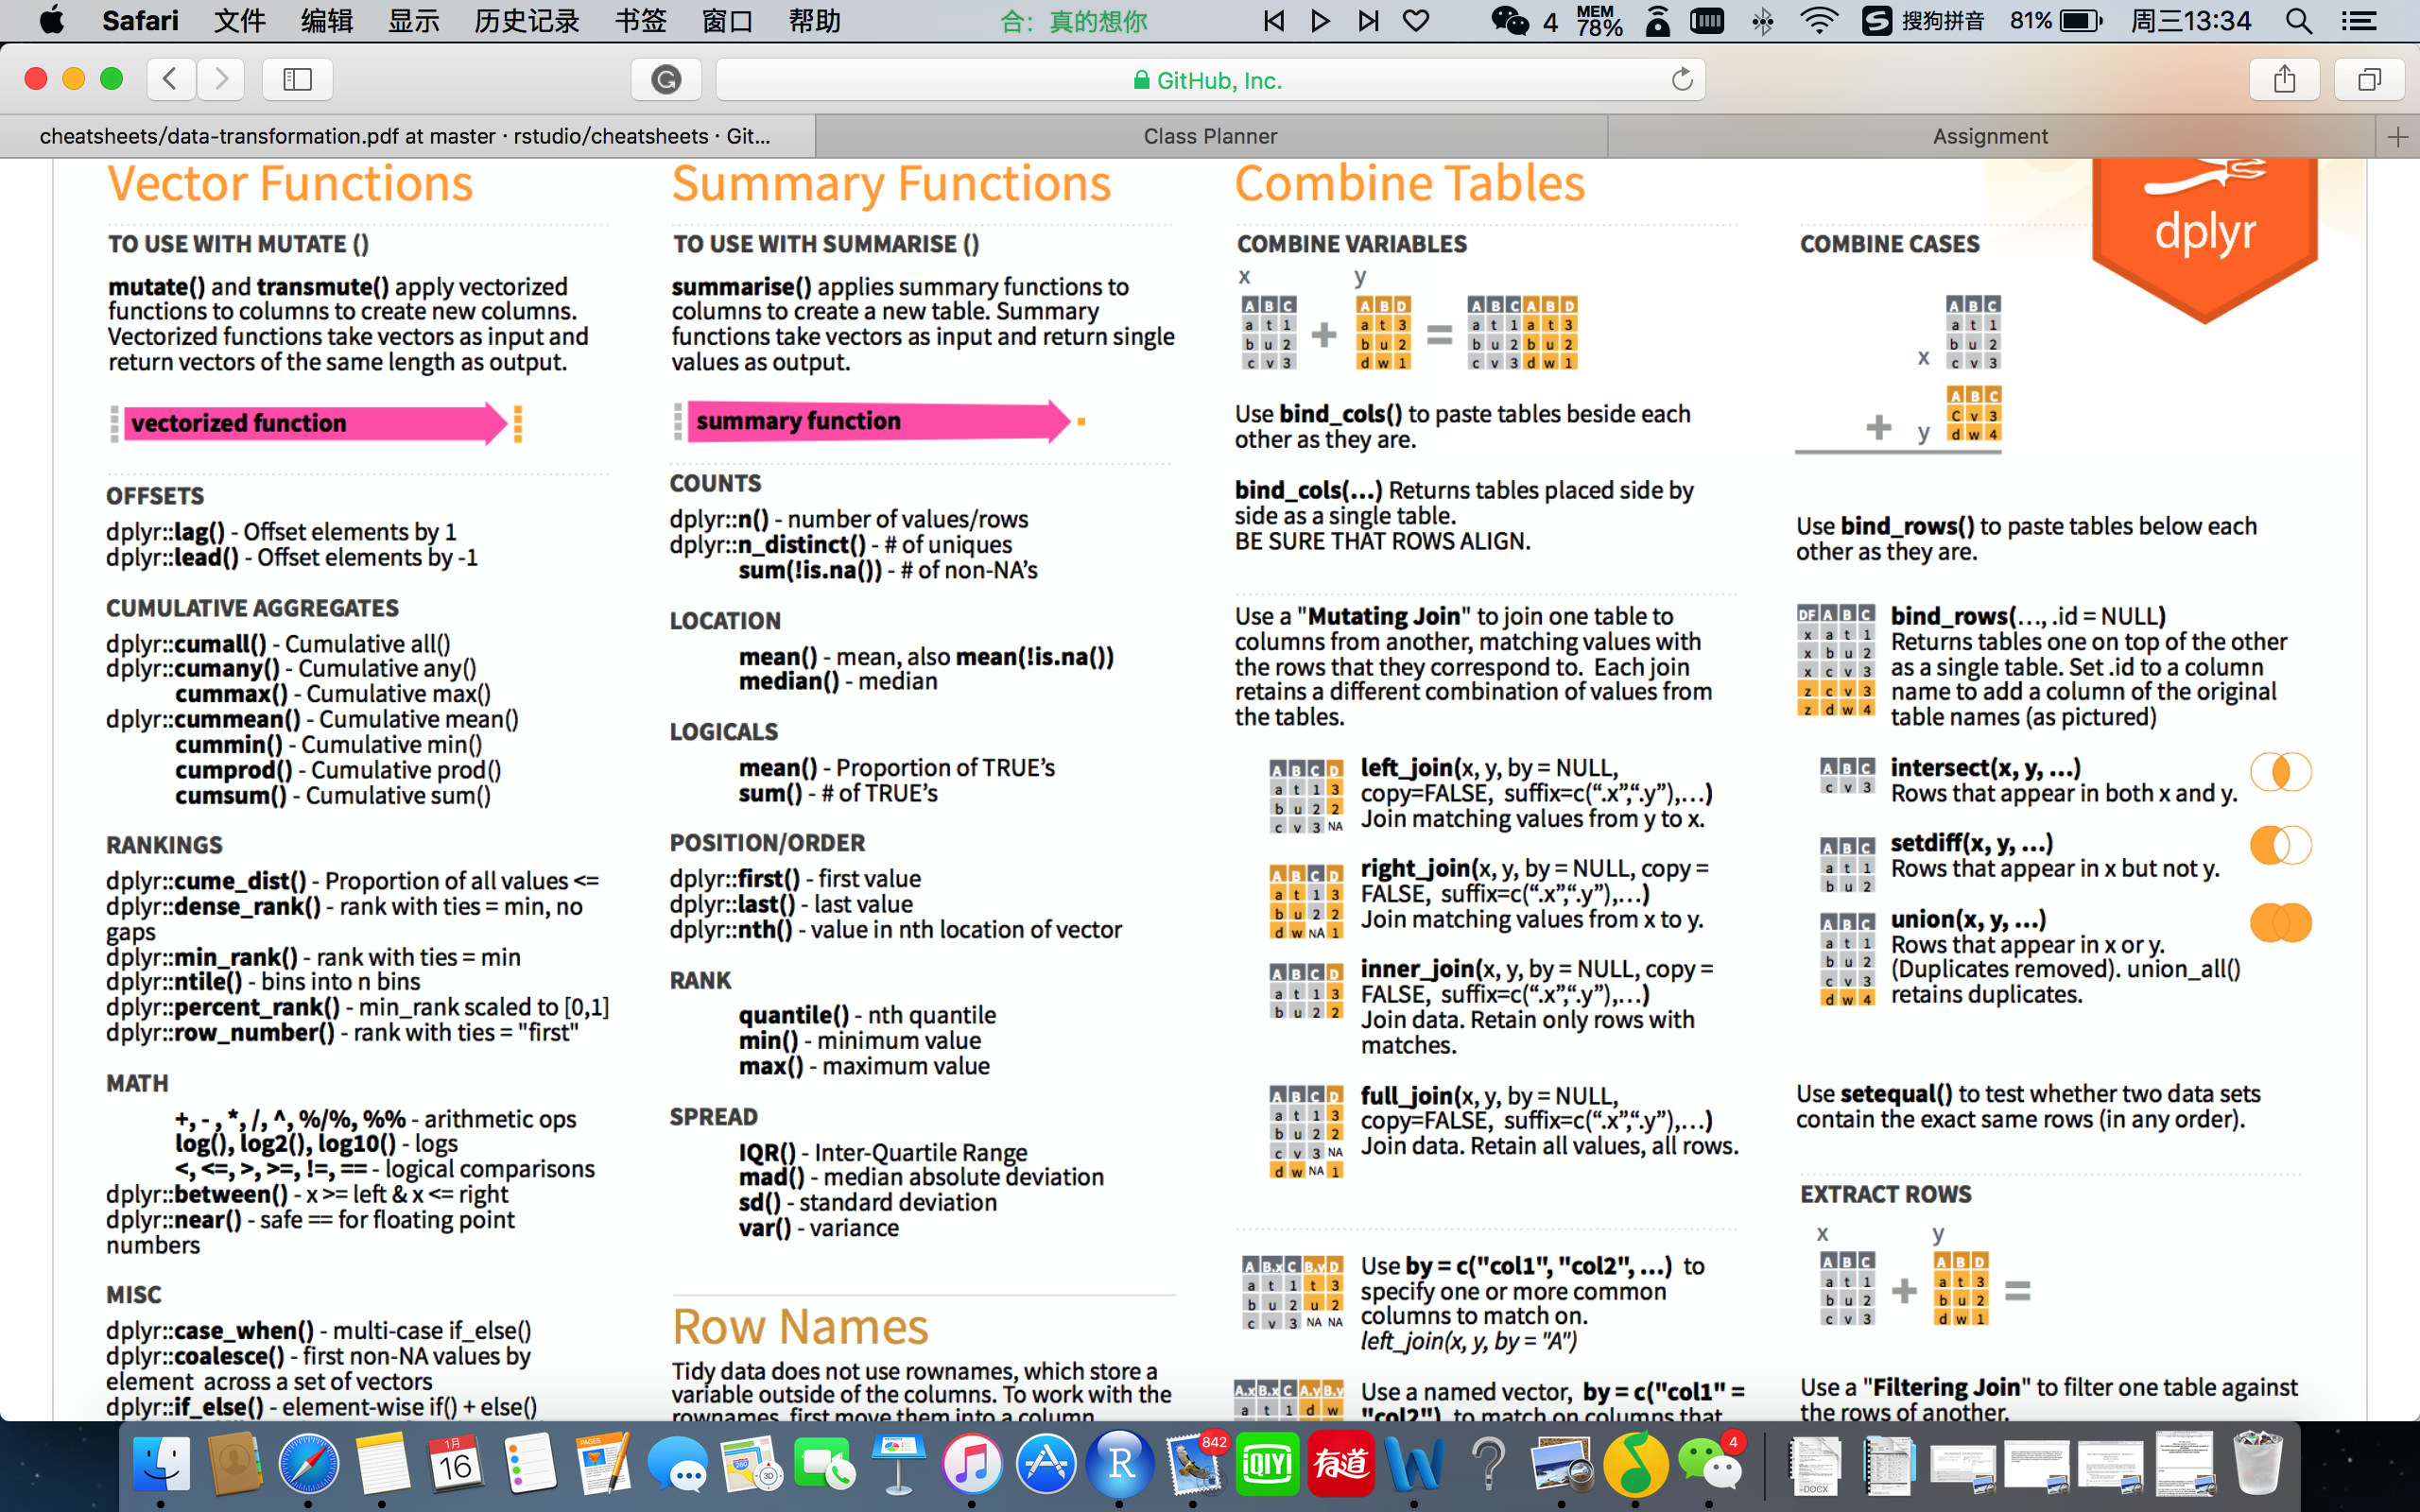 Safari 文件 编辑 显示 历史记录 书签 窗口 帮助 合：真的想你 4 MEM 78% 搜狗拼音 81% 周三13:34
GitHub, Inc.
cheatsheets/data-transformation.pdf at master · rstudio/cheatsheets · Git...
Class Planner
Assignment
Vector Functions
TO USE WITH MUTATE ()
mutate() and transmute() apply vectorized
functions to columns to create new columns.
Vectorized functions take vectors as input and
return vectors of the same length as output.
vectorized function
OFFSETS
dplyr::lag() - Offset elements by 1
dplyr::lead() - Offset elements by -1
CUMULATIVE AGGREGATES
dplyr::cumall() - Cumulative all()
dplyr::cumany() - Cumulative any()
cummax() - Cumulative max()
dplyr::cummean() - Cumulative mean()
cummin() - Cumulative min()
cumprod() - Cumulative prod()
cumsum() - Cumulative sum()
RANKINGS
dplyr::cume_dist() - Proportion of all values <=
dplyr::dense_rank() - rank with ties = min, no
gaps
dplyr::min_rank() - rank with ties = min
dplyr::ntile() - bins into n bins
dplyr::percent_rank() - min_rank scaled to [0,1]
dplyr::row_number() - rank with ties = "first"
MATH
+, - , *, /, ^, %/%, %% - arithmetic ops
log(), log2(), log10() - logs
<, <=, >, >=, !=, == - logical comparisons
dplyr::between() - x >= left & x <= right
dplyr::near() - safe == for floating point
numbers
MISC
dplyr::case_when() - multi-case if_else()
dplyr::coalesce() - first non-NA values by
element  across a set of vectors
dplyr::if_else() - element-wise if() + else()
Summary Functions
TO USE WITH SUMMARISE ()
summarise() applies summary functions to
columns to create a new table. Summary
functions take vectors as input and return single
values as output.
summary function
COUNTS
dplyr::n() - number of values/rows
dplyr::n_distinct() - # of uniques
sum(!is.na()) - # of non-NA’s
LOCATION
mean() - mean, also mean(!is.na())
median() - median
LOGICALS
mean() - Proportion of TRUE’s
sum() - # of TRUE’s
POSITION/ORDER
dplyr::first() - first value
dplyr::last() - last value
dplyr::nth() - value in nth location of vector
RANK
quantile() - nth quantile
min() - minimum value
max() - maximum value
SPREAD
IQR() - Inter-Quartile Range
mad() - median absolute deviation
sd() - standard deviation
var() - variance
Row Names
Tidy data does not use rownames, which store a
variable outside of the columns. To work with the
rownames, first move them into a column.
Combine Tables
COMBINE VARIABLES
x y
A B C A B D A B C A B D
a t 1 + a t 3 = a t 1 a t 3
b u 2 b u 2 b u 2 b u 2
c v 3 d w 1 c v 3 d w 1
Use bind_cols() to paste tables beside each
other as they are.
bind_cols(…) Returns tables placed side by
side as a single table.
BE SURE THAT ROWS ALIGN.
Use a "Mutating Join" to join one table to
columns from another, matching values with
the rows that they correspond to.  Each join
retains a different combination of values from
the tables.
A B C D
a t 1 3
b u 2 2
c v 3 NA
left_join(x, y, by = NULL,
copy=FALSE,  suffix=c(“.x”,“.y”),…)
Join matching values from y to x.
A B C D
a t 1 3
b u 2 2
d w NA 1
right_join(x, y, by = NULL, copy =
FALSE,  suffix=c(“.x”,“.y”),…)
Join matching values from x to y.
A B C D
a t 1 3
b u 2 2
inner_join(x, y, by = NULL, copy =
FALSE,  suffix=c(“.x”,“.y”),…)
Join data. Retain only rows with
matches.
A B C D
a t 1 3
b u 2 2
c v 3 NA
d w NA 1
full_join(x, y, by = NULL,
copy=FALSE,  suffix=c(“.x”,“.y”),…)
Join data. Retain all values, all rows.
A B.x C B.y D
a t 1 t 3
b u 2 u 2
c v 3 NA NA
Use by = c("col1", "col2", …)  to
specify one or more common
columns to match on.
left_join(x, y, by = "A")
A.x B.x C A.y B.y
a t 1 d w
Use a named vector,  by = c("col1" =
"col2"),  to match on columns that
dplyr
COMBINE CASES
A B C
a t 1
b u 2
x c v 3
A B C
C v 3
+ y d w 4
Use bind_rows() to paste tables below each
other as they are.
DF A B C
x a t 1
x b u 2
x c v 3
z c v 3
z d w 4
bind_rows(…, .id = NULL)
Returns tables one on top of the other
as a single table. Set .id to a column
name to add a column of the original
table names (as pictured)
A B C
c v 3
intersect(x, y, …)
Rows that appear in both x and y.
A B C
a t 1
b u 2
setdiff(x, y, …)
Rows that appear in x but not y.
A B C
a t 1
b u 2
c v 3
d w 4
union(x, y, …)
Rows that appear in x or y.
(Duplicates removed). union_all()
retains duplicates.
Use setequal() to test whether two data sets
contain the exact same rows (in any order).
EXTRACT ROWS
x y
A B C A B D
a t 1 + a t 3 =
b u 2 b u 2
c v 3 d w 1
Use a "Filtering Join" to filter one table against
the rows of another.
1月
16
PAGES
280
3D
R
842
iQIYI
有道
4
DOCX